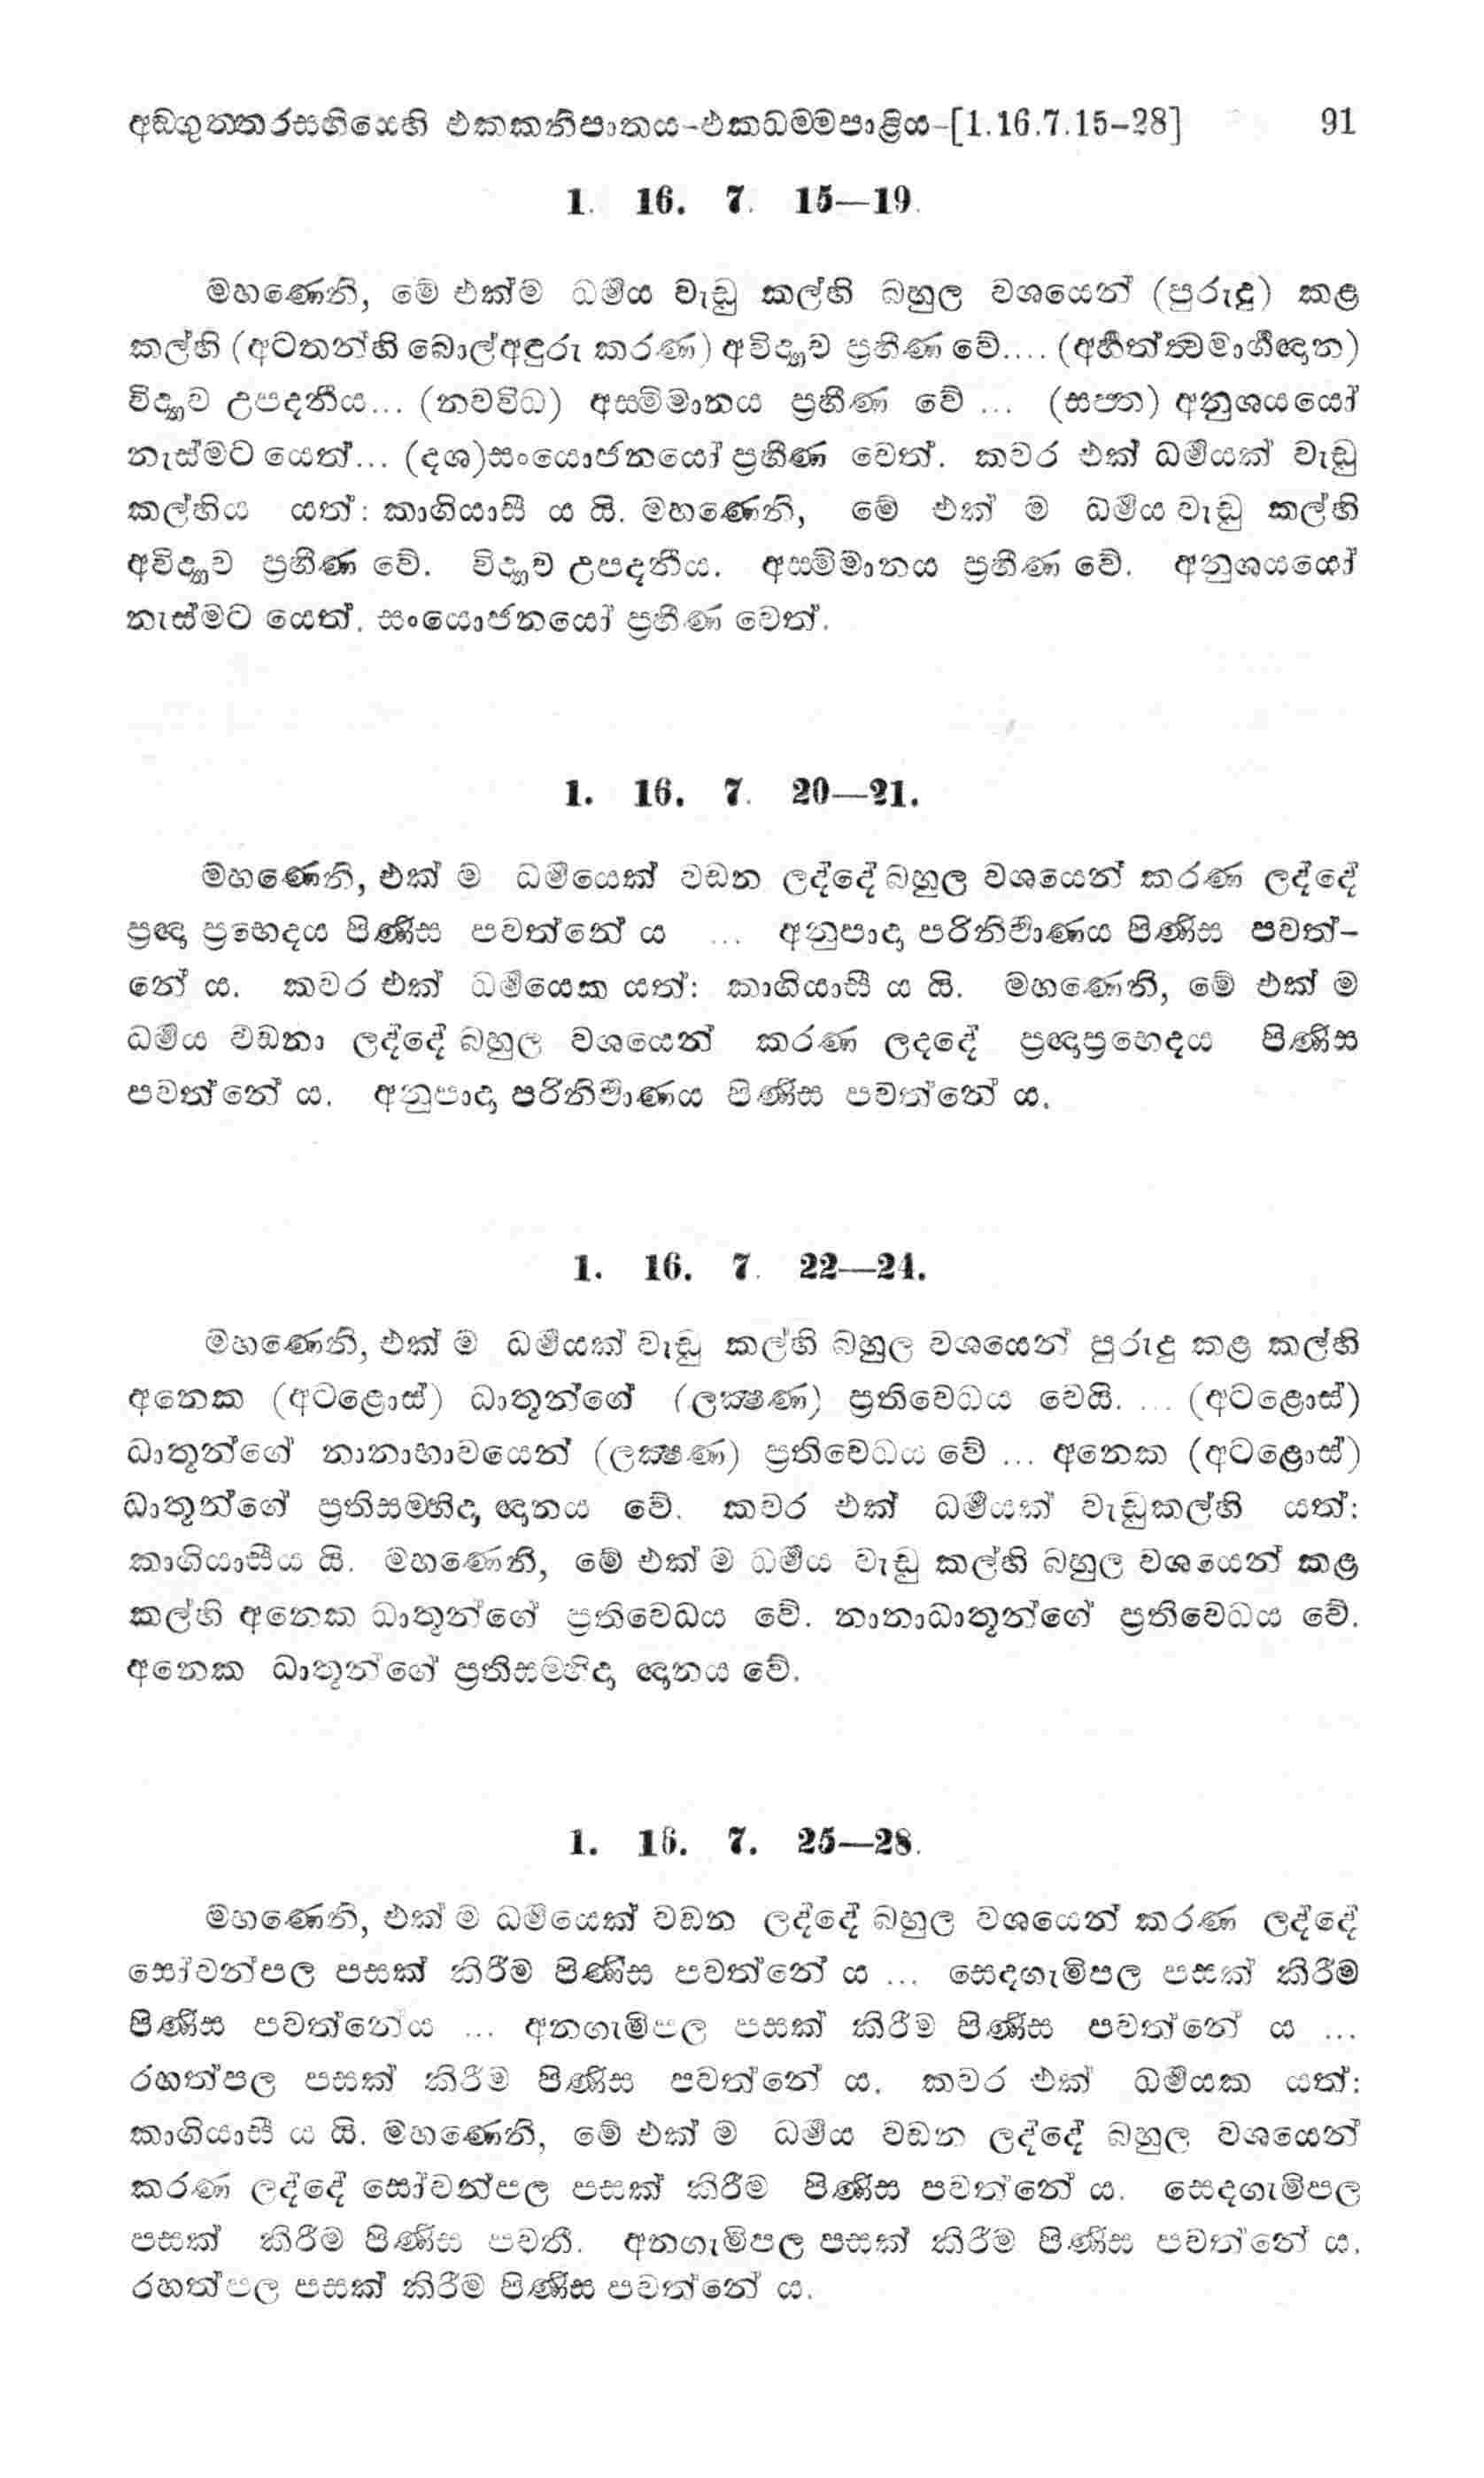 අඞ්ගුත්තරසඟියෙහි එකකනිපාතය-එකධම්මපාළිය-[1.16.7.15-28] 91
1. 16. 7. 15—19.
මහණෙනි, මේ එක්ම ධර්‍මය වැඩූ කල්හි බහුල වශයෙන් (පුරුදු) කළ
කල්හි (අටතන්හි බොල්අඳුරු කරණ) අවිද්‍යාව ප්‍රහීණ වේ.... (අර්‍හත්ත්‍වමාර්‍ගඥාන)
විද්‍යාව උපදනීය... (නවවිධ) අස්මිමානය ප්‍රහීණ වේ ... (සප්ත) අනුශයයෝ
නැස්මට යෙත්... (දශ)සංයොජනයෝ ප්‍රහීණ වෙත්. කවර එක් ධර්‍මයක් වැඩූ
කල්හිය යත්: කාගියාසී ය යි. මහණෙනි, මේ එක් ම ධර්‍මය වැඩූ කල්හි
අවිද්‍යාව ප්‍රහීණ වේ. විද්‍යාව උපදනීය. අස්මිමානය ප්‍රහීණ වේ. අනුශයයෝ
නැස්මට යෙත්. සංයොජනයෝ ප්‍රහීණ වෙත්.
1. 16. 7. 20—21.
මහණෙනි, එක් ම ධර්‍මයෙක් වඩන ලද්දේ බහුල වශයෙන් කරණ ලද්දේ
ප්‍රඥා ප්‍රභෙදය පිණිස පවත්නේ ය ... අනුපාදා පරිනිර්‍වාණය පිණිස පවත්-
නේ ය. කවර එක් ධර්‍මයෙක යත්: කාගියාසී ය යි. මහණෙනි, මේ එක් ම
ධර්‍මය වඩනා ලද්දේ බහුල වශයෙන් කරණ ලදදේ ප්‍රඥාප්‍රභෙදය පිණිස
පවත්නේ ය. අනුපාදා පරිනිර්‍වාණය පිණිස පවත්නේ ය.
1. 16. 7. 22—24.
මහණෙනි, එක් ම ධර්‍මයක් වැඩූ කල්හි බහුල වශයෙන් පුරුදු කළ කල්හි
අනෙක (අටළොස්) ධාතූන්ගේ (ලක්‍ෂණ) ප්‍රතිවෙධය වෙයි. ... (අටළොස්)
ධාතූන්ගේ නානාභාවයෙන් (ලක්‍ෂණ) ප්‍රතිවෙධය වේ ... අනෙක (අටළොස්)
ධාතූන්ගේ ප්‍රතිසම්භිදා ඥානය වේ. කවර එක් ධර්‍මයක් වැඩූකල්හි යත්:
කාගියාසීය යි. මහණෙනි, මේ එක් ම ධර්‍මය වැඩූ කල්හි බහුල වශයෙන් කළ
කල්හි අනෙක ධාතූන්ගේ ප්‍රතිවෙධය වේ. නානාධාතූන්ගේ ප්‍රතිවෙධය වේ.
අනෙක ධාතූන්ගේ ප්‍රතිසම්භිදා ඥානය වේ.
1. 16. 7. 25—28.
මහණෙනි, එක් ම ධර්‍මයෙක් වඩන ලද්දේ බහුල වශයෙන් කරණ ලද්දේ
සෝවන්පල පසක් කිරීම පිණිස පවත්නේ ය ... සෙදගැමිපල පසක් කිරීම
පිණිස පවත්නේය ... අනගැමිපල පසක් කිරීම පිණිස පවත්නේ ය ...
රහත්පල පසක් කිරීම පිණිස පවත්නේ ය. කවර එක් ධර්‍මයක යත්:
කාගියාසී ය යි. මහණෙනි, මේ එක් ම ධර්‍මය වඩන ලද්දේ බහුල වශයෙන්
කරණ ලද්දේ සෝවන්පල පසක් කිරීම පිණිස පවත්නේ ය. සෙදගැමිපල
පසක් කිරීම පිණිස පවතී. අනගැමිපල පසක් කිරීම පිණිස පවත්නේ ය.
රහත්පල පසක් කිරීම පිණිස පවත්නේ ය.